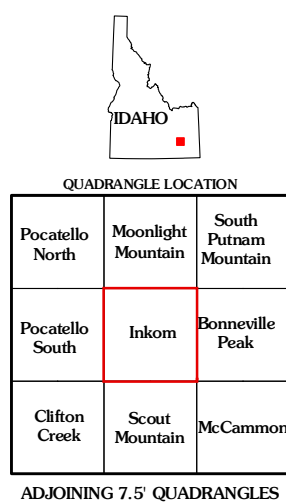 IDAHO
QUADRANGLE LOCATION
Pocatello
North
Moonlight
Mountain
South
Putnam
Mountain
Pocatello
South
Inkom
Bonneville
Peak
Clifton
Creek
Scout
Mountain
McCammon
ADJOINING 7.5' QUADRANGLES